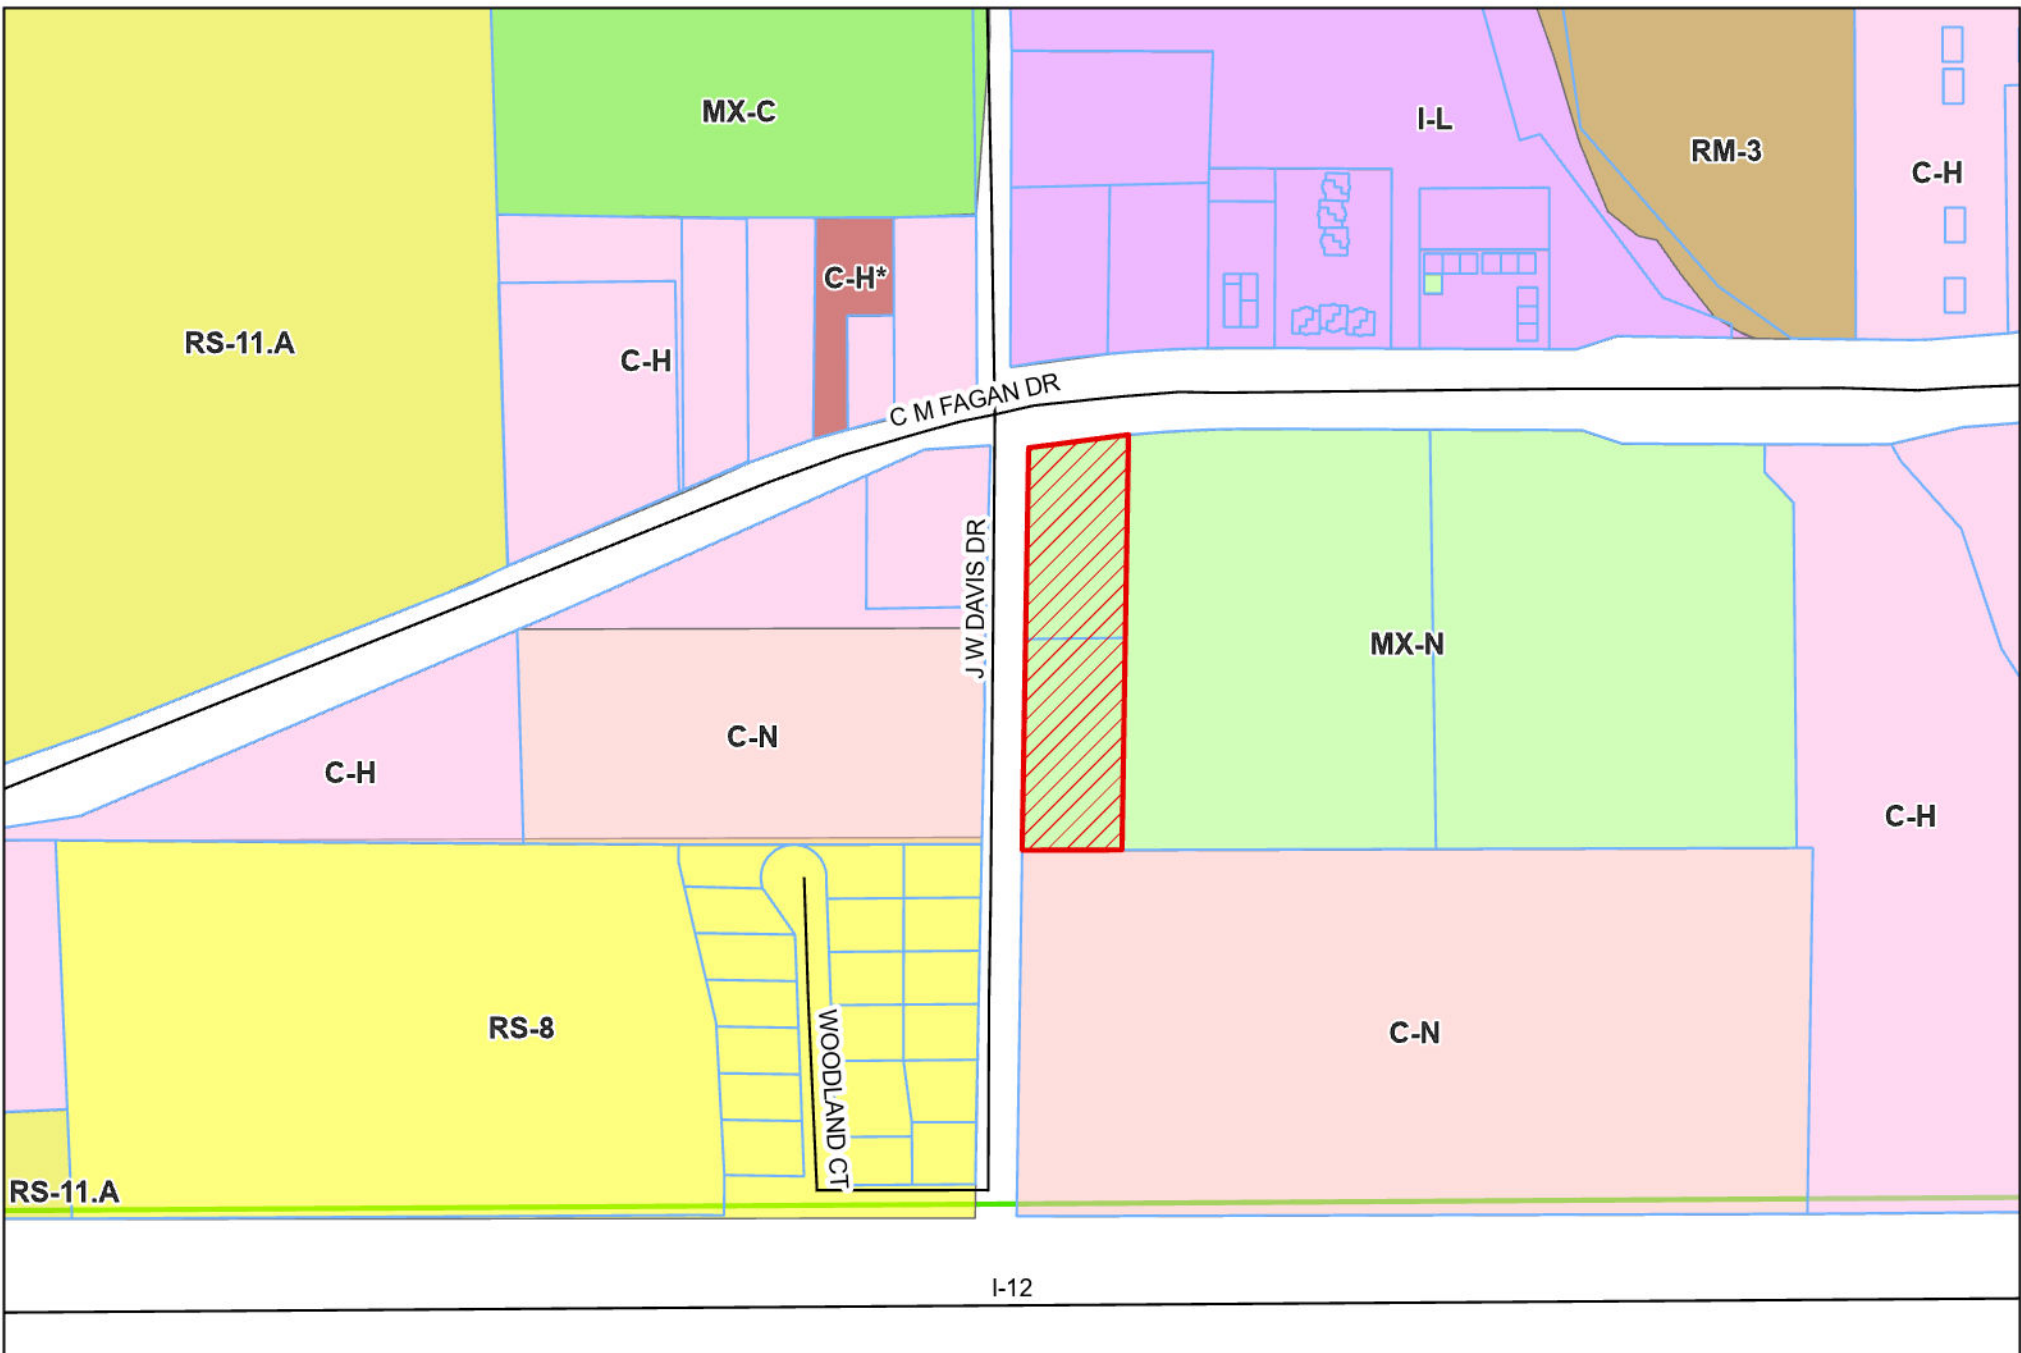 MX-C
I-L
RM-3
C-H
C-H*
RS-11.A
C-H
C M FAGAN DR
J W DAVIS DR
MX-N
C-N
C-H
C-H
RS-8
WOODLAND CT
C-N
RS-11.A
I-12